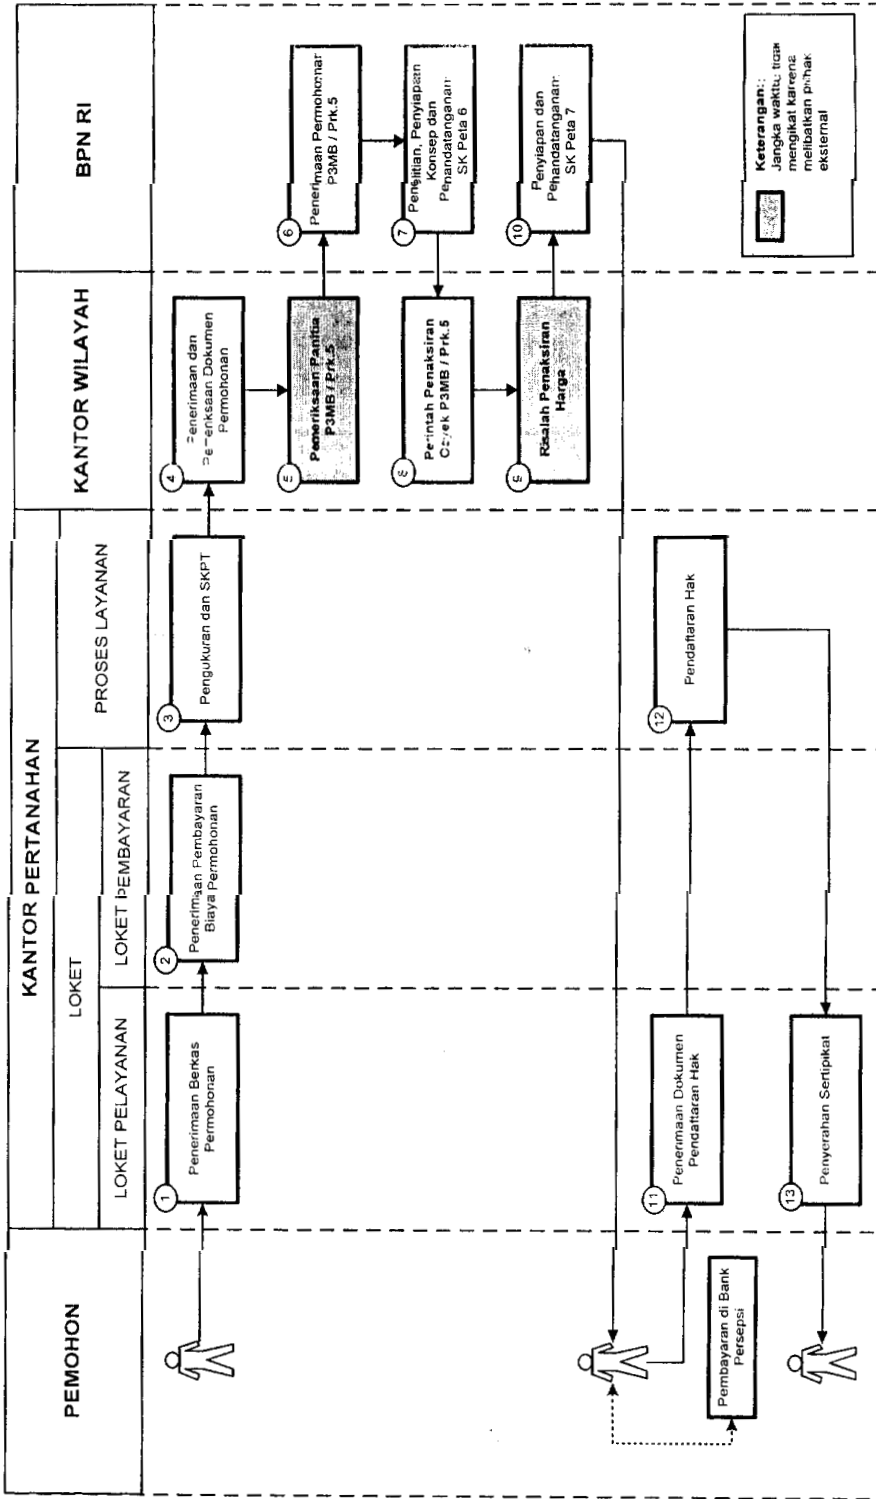 PEMOHON
KANTOR PERTANAHAN
LOKET
LOKET PELAYANAN
LOKET PEMBAYARAN
PROSES LAYANAN
KANTOR WILAYAH
BPN RI
1
Penerimaan Berkas
Permohonan
2
Penerimaan Pembayaran
Biaya Permohonan
3
Pengukuran dan SKPT
4
Penerimaan dan
Pemeriksaan Dokumen
Permohonan
5
Pemeriksaan Panitia
P3MB / Prk.5
6
Penerimaan Permohonan
P3MB / Prk.5
7
Penelitian, Penyiapan
Konsep dan
Penandatanganan
SK Peta 6
8
Perintah Penaksiran
Obyek P3MB / Prk.5
9
Risalah Penaksiran
Harga
10
Penyiapan dan
Penandatanganan
SK Peta 7
11
Penerimaan Dokumen
Pendaftaran Hak
Pembayaran di Bank
Persepsi
12
Pendaftaran Hak
13
Penyerahan Sertipikat
Keterangan:
Jangka waktu tidak
mengikat karena
melibatkan pihak
eksternal